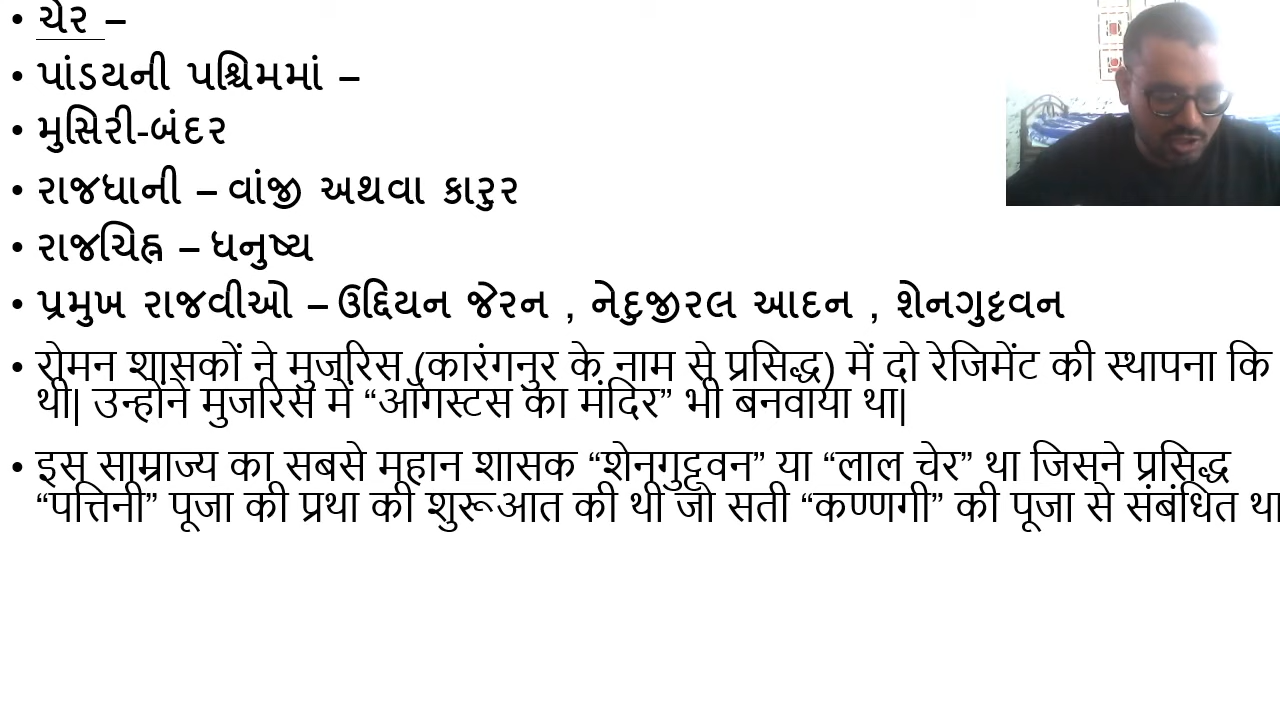 • ચેર –
• પાંડયની પશ્ચિમમાં –
• મુસિરી-બંદર
• રાજધાની – વાંજી અથવા કારુર
• રાજચિહ્ન – ધનુષ્ય
• પ્રમુખ રાજવીઓ – ઉદ્દિયન જેરન , નેદુજીરલ આદન , શેનગુટ્ટવન
• रोमन शासकों ने मुजरिस (कारंगनुर के नाम से प्रसिद्ध) में दो रेजिमेंट की स्थापना कि
थी| उन्होंने मुजरिस में “ऑगस्टस का मंदिर” भी बनवाया था|
• इस साम्राज्य का सबसे महान शासक “शेनगुट्टवन” या “लाल चेर” था जिसने प्रसिद्ध
“पत्तिनी” पूजा की प्रथा की शुरूआत की थी जो सती “कण्णगी” की पूजा से संबंधित था